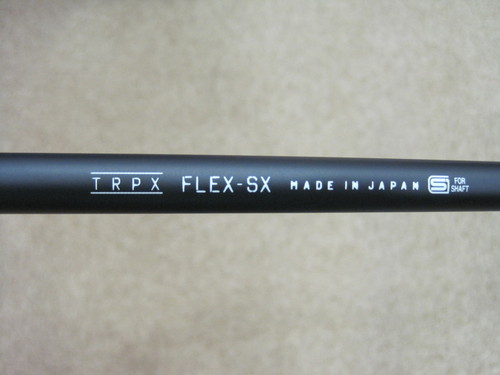 TRPX FLEX-SX MADE IN JAPAN S FOR
SHAFT